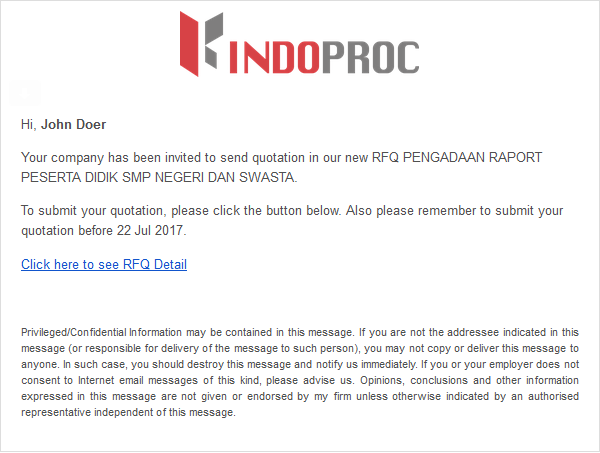 INDOPROC
Hi, John Doer
Your company has been invited to send quotation in our new RFQ PENGADAAN RAPORT
PESERTA DIDIK SMP NEGERI DAN SWASTA.
To submit your quotation, please click the button below. Also please remember to submit your
quotation before 22 Jul 2017.
Click here to see RFQ Detail
Privileged/Confidential Information may be contained in this message. If you are not the addressee indicated in this
message (or responsible for delivery of the message to such person), you may not copy or deliver this message to
anyone. In such case, you should destroy this message and notify us immediately. If you or your employer does not
consent to Internet email messages of this kind, please advise us. Opinions, conclusions and other information
expressed in this message are not given or endorsed by my firm unless otherwise indicated by an authorised
representative independent of this message.